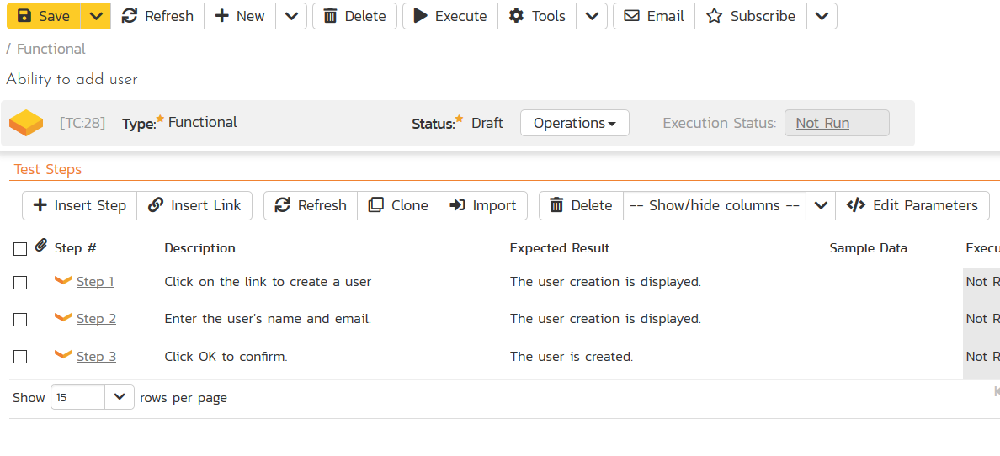 Save Refresh New Delete Execute Tools Email Subscribe
/ Functional
Ability to add user
[TC:28] Type:* Functional Status:* Draft Operations Execution Status: Not Run
Test Steps
Insert Step Insert Link Refresh Clone Import Delete -- Show/hide columns -- Edit Parameters
Step # Description Expected Result Sample Data Execu
Step 1 Click on the link to create a user The user creation is displayed. Not R
Step 2 Enter the user's name and email. The user creation is displayed. Not R
Step 3 Click OK to confirm. The user is created. Not R
Show 15 rows per page